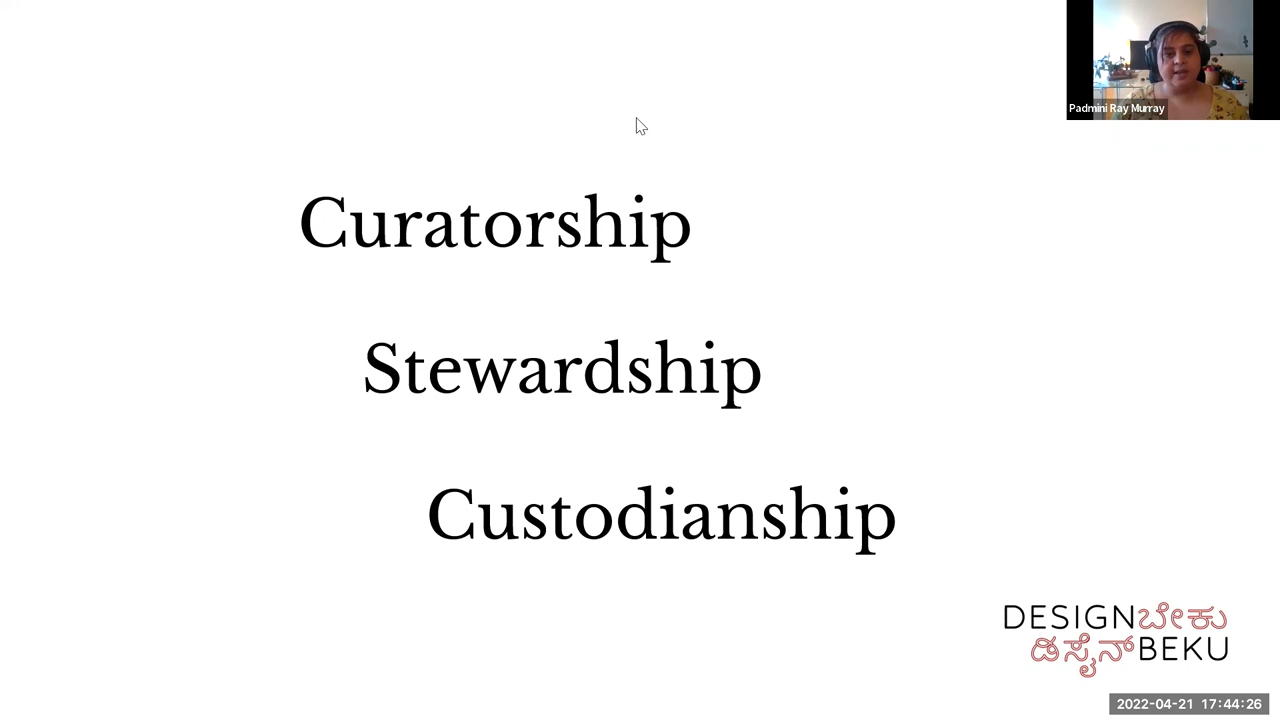 Padmini Ray Murray
Curatorship
Stewardship
Custodianship
DESIGNಬೇಕು
ಡಿಸೈನ್BEKU
2022-04-21 17:44:26